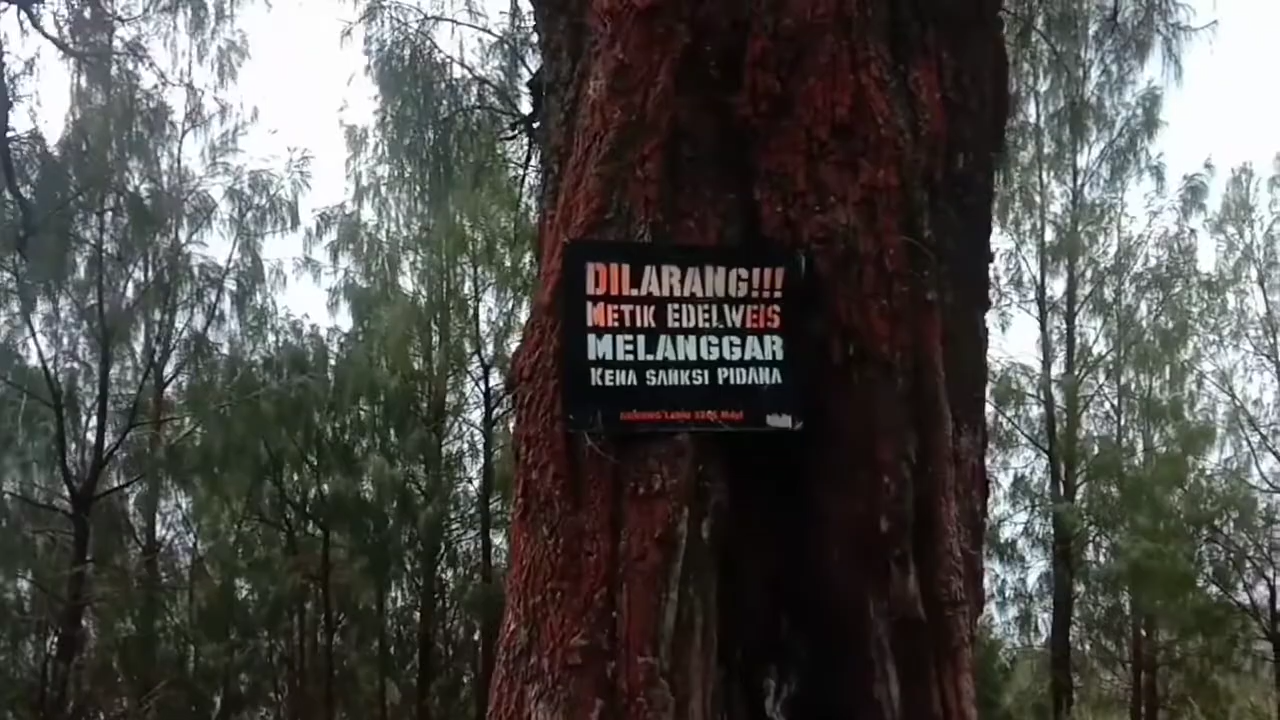 DILARANG!!!
METIK EDELWEIS
MELANGGAR
KENA SANKSI PIDANA